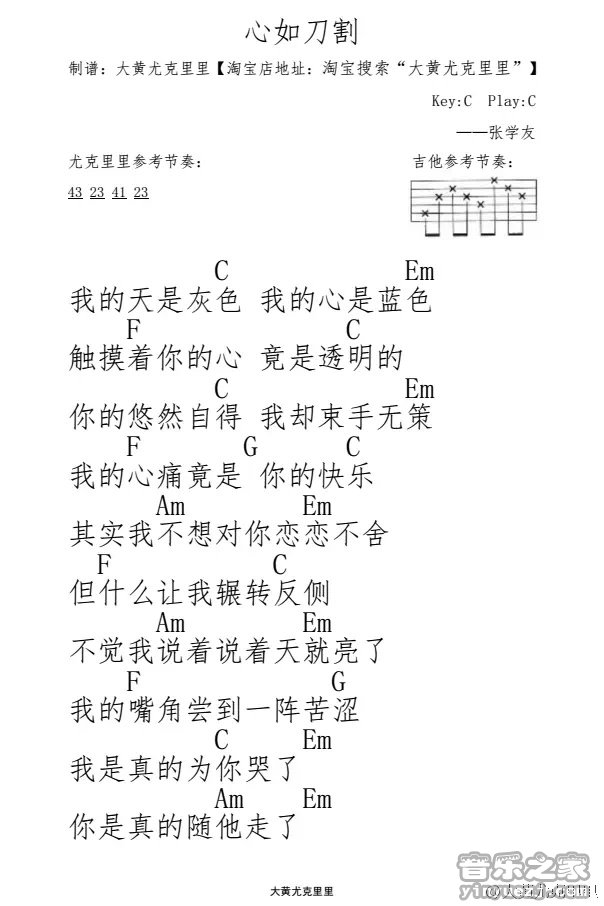 心如刀割
制谱：大黄尤克里里【淘宝店地址：淘宝搜索“大黄尤克里里”】
Key:C Play:C
——张学友
尤克里里参考节奏： 吉他参考节奏：
43 23 41 23
C Em
我的天是灰色 我的心是蓝色
F C
触摸着你的心 竟是透明的
C Em
你的悠然自得 我却束手无策
F G C
我的心痛竟是 你的快乐
Am Em
其实我不想对你恋恋不舍
F C
但什么让我辗转反侧
Am Em
不觉我说着说着天就亮了
F G
我的嘴角尝到一阵苦涩
C Em
我是真的为你哭了
Am Em
你是真的随他走了
音乐之家
大黄尤克里里